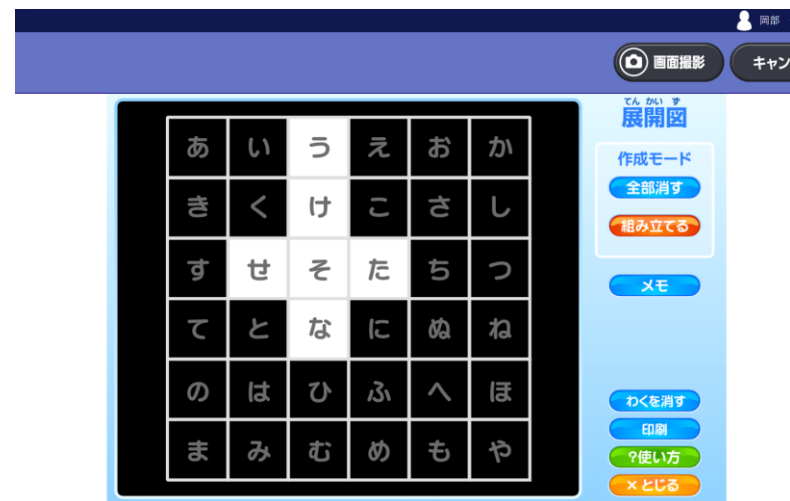 岡部
画面撮影
キャン
てんかいず
展開図
作成モード
全部消す
組み立てる
メモ
わくを消す
印刷
?使い方
×とじる
あいうえおか
きくけこさし
すせそたちつ
てとなにぬね
のはひふへほ
まみむめもや